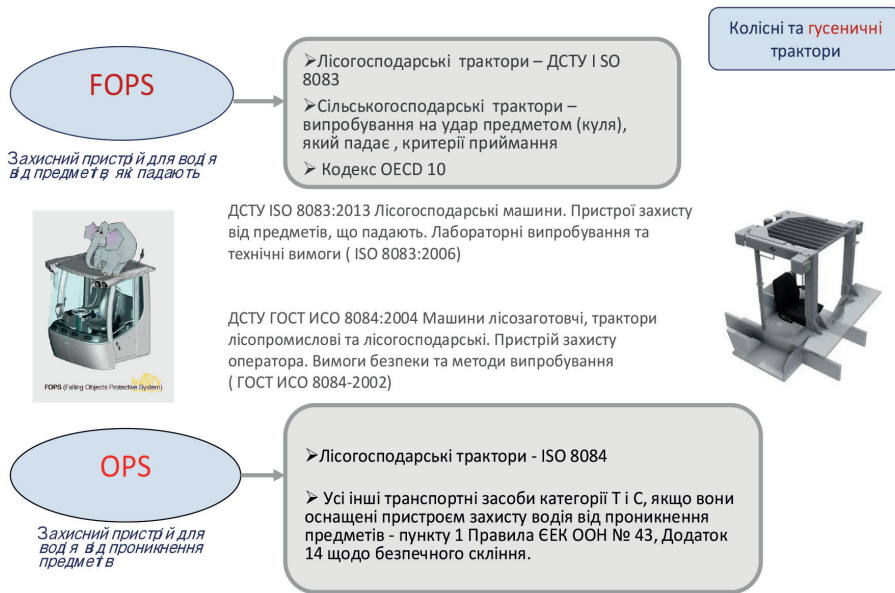 Колісні та гусеничні
трактори
FOPS
➤Лісогосподарські трактори – ДСТУ І SO
8083
➤Сільськогосподарські трактори –
випробування на удар предметом (куля),
який падає , критерії приймання
➤ Кодекс OECD 10
Захисний пристрій для водія
від предметів, які падають
ДСТУ ISO 8083:2013 Лісогосподарські машини. Пристрої захисту
від предметів, що падають. Лабораторні випробування та
технічні вимоги ( ISO 8083:2006)
ДСТУ ГОСТ ИСО 8084:2004 Машини лісозаготовчі, трактори
лісопромислові та лісогосподарські. Пристрій захисту
оператора. Вимоги безпеки та методи випробування
( ГОСТ ИСО 8084-2002)
FOPS (Falling Objects Protective System)
OPS
➤Лісогосподарські трактори - ISO 8084
➤ Усі інші транспортні засоби категорії Т і С, якщо вони
оснащені пристроєм захисту водія від проникнення
предметів - пункту 1 Правила ЄЕК ООН № 43, Додаток
14 щодо безпечного скління.
Захисний пристрій для
водія від проникнення
предметів